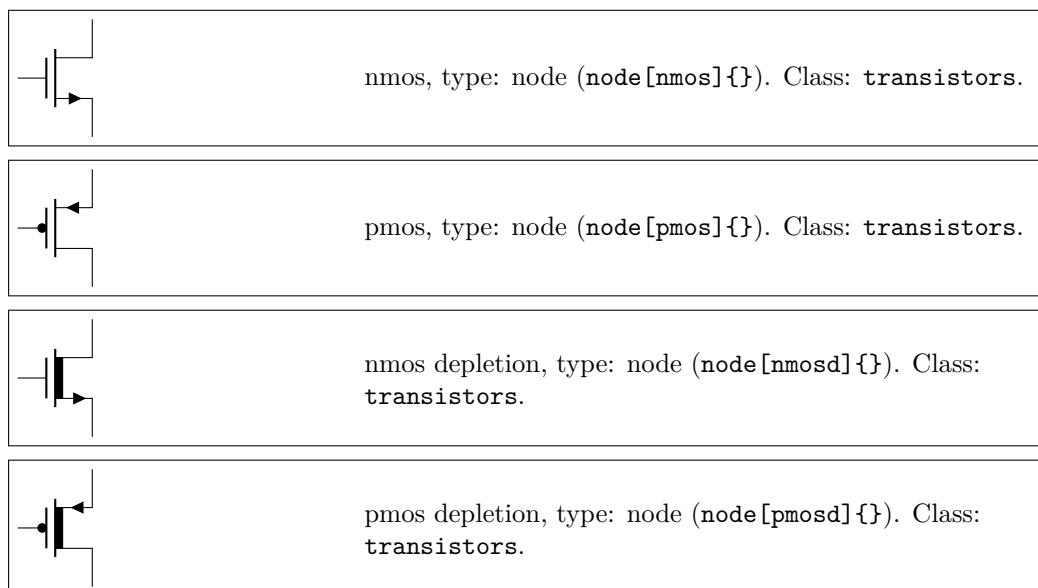 nmos, type: node (node[nmos]{}). Class: transistors.
pmos, type: node (node[pmos]{}). Class: transistors.
nmos depletion, type: node (node[nmosd]{}). Class:
transistors.
pmos depletion, type: node (node[pmosd]{}). Class:
transistors.